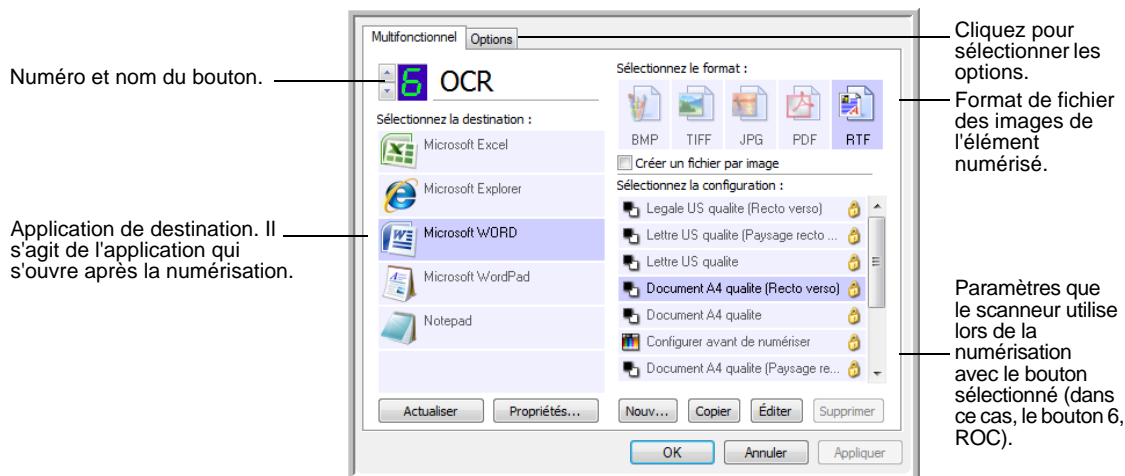 Multifonctionnel
Options
Numéro et nom du bouton.
6
OCR
Sélectionnez la destination :
Microsoft Excel
Microsoft Explorer
Microsoft WORD
Microsoft WordPad
Notepad
Application de destination. Il
s'agit de l'application qui
s'ouvre après la numérisation.
Actualiser
Propriétés...
Sélectionnez le format :
BMP
TIFF
JPG
PDF
RTF
Créer un fichier par image
Sélectionnez la configuration :
Legale US qualite (Recto verso)
Lettre US qualite (Paysage recto ...
Lettre US qualite
Document A4 qualite (Recto verso)
Document A4 qualite
Configurer avant de numériser
Document A4 qualite (Paysage re...
Nouv...
Copier
Éditer
Supprimer
OK
Annuler
Appliquer
Cliquez pour
sélectionner les
options.
Format de fichier
des images de
l'élément
numérisé.
Paramètres que
le scanneur utilise
lors de la
numérisation
avec le bouton
sélectionné (dans
ce cas, le bouton 6,
ROC).